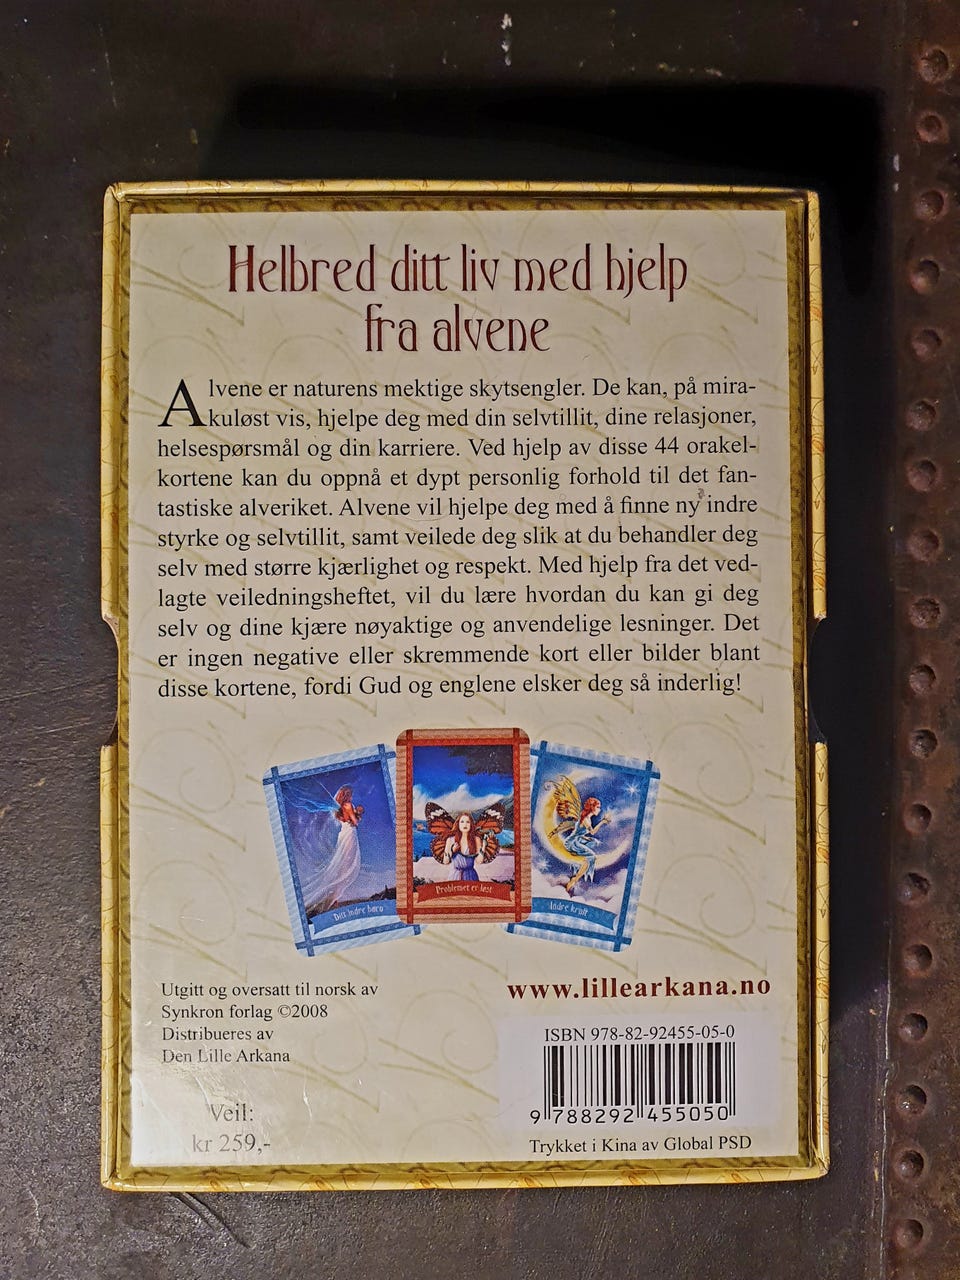 Helbred ditt liv med hjelp
fra alvene
Alvene er naturens mektige skytsengler. De kan, på mira-
kuløst vis, hjelpe deg med din selvtillit, dine relasjoner,
helsespørsmål og din karriere. Ved hjelp av disse 44 orakel-
kortene kan du oppnå et dypt personlig forhold til det fan-
tastiske alveriket. Alvene vil hjelpe deg med å finne ny indre
styrke og selvtillit, samt veilede deg slik at du behandler deg
selv med større kjærlighet og respekt. Med hjelp fra det ved-
lagte veiledningsheftet, vil du lære hvordan du kan gi deg
selv og dine kjære nøyaktige og anvendelige lesninger. Det
er ingen negative eller skremmende kort eller bilder blant
disse kortene, fordi Gud og englene elsker deg så inderlig!
Ditt indre barn
Problemet er løst
Indre kraft
Utgitt og oversatt til norsk av
Synkron forlag ©2008
Distribueres av
Den Lille Arkana
Veil:
kr 259,-
www.lillearkana.no
ISBN 978-82-92455-05-0
9 788292 455050
Trykket i Kina av Global PSD